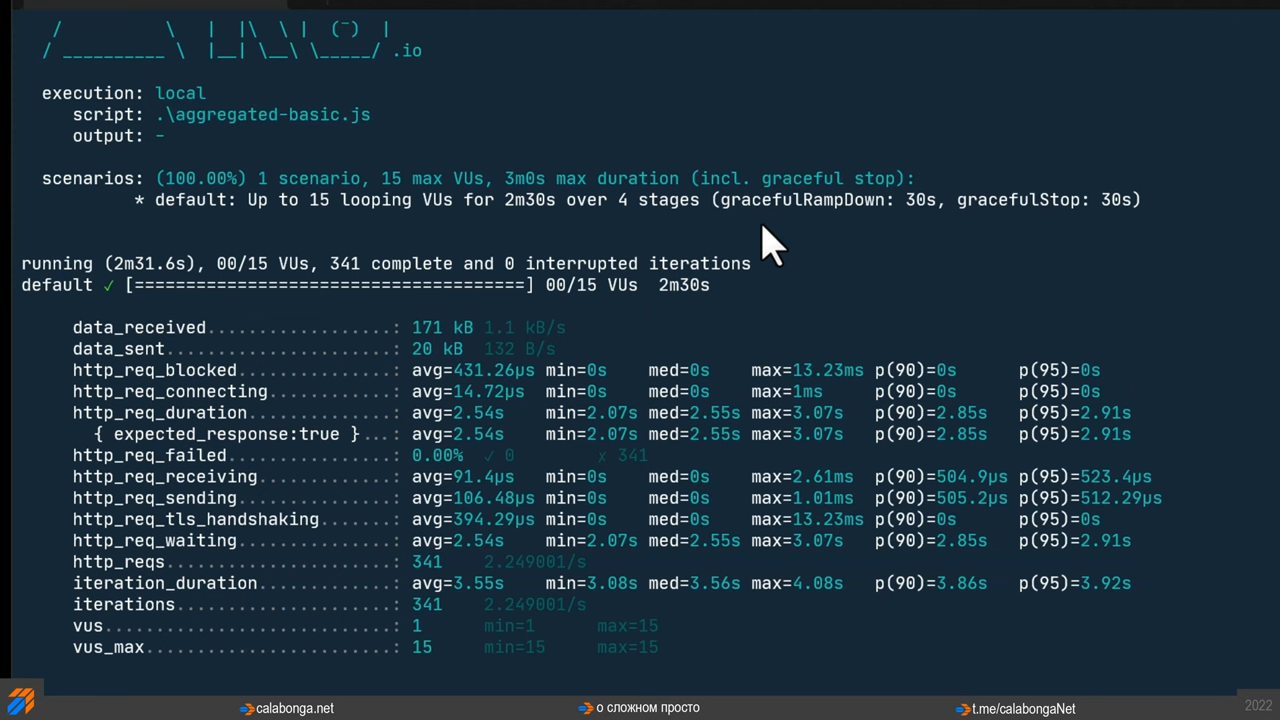 /          \   |  |\  \ |  (‾)  |
/ __________ \  |__| \__\ \_____/ .io
execution: local
script: .\aggregated-basic.js
output: -
scenarios: (100.00%) 1 scenario, 15 max VUs, 3m0s max duration (incl. graceful stop):
* default: Up to 15 looping VUs for 2m30s over 4 stages (gracefulRampDown: 30s, gracefulStop: 30s)
running (2m31.6s), 00/15 VUs, 341 complete and 0 interrupted iterations
default ✓ [======================================] 00/15 VUs  2m30s
data_received..................: 171 kB 1.1 kB/s
data_sent......................: 20 kB  132 B/s
http_req_blocked...............: avg=431.26µs min=0s    med=0s    max=13.23ms p(90)=0s      p(95)=0s
http_req_connecting............: avg=14.72µs  min=0s    med=0s    max=1ms     p(90)=0s      p(95)=0s
http_req_duration..............: avg=2.54s    min=2.07s med=2.55s max=3.07s   p(90)=2.85s   p(95)=2.91s
{ expected_response:true }...: avg=2.54s    min=2.07s med=2.55s max=3.07s   p(90)=2.85s   p(95)=2.91s
http_req_failed................: 0.00% ✓ 0        ✗ 341
http_req_receiving.............: avg=91.4µs   min=0s    med=0s    max=2.61ms  p(90)=504.9µs p(95)=523.4µs
http_req_sending...............: avg=106.48µs min=0s    med=0s    max=1.01ms  p(90)=505.2µs p(95)=512.29µs
http_req_tls_handshaking.......: avg=394.29µs min=0s    med=0s    max=13.23ms p(90)=0s      p(95)=0s
http_req_waiting...............: avg=2.54s    min=2.07s med=2.55s max=3.07s   p(90)=2.85s   p(95)=2.91s
http_reqs......................: 341    2.249001/s
iteration_duration.............: avg=3.55s    min=3.08s med=3.56s max=4.08s   p(90)=3.86s   p(95)=3.92s
iterations.....................: 341    2.249001/s
vus............................: 1      min=1      max=15
vus_max........................: 15     min=15     max=15
calabonga.net
о сложном просто
t.me/calabongaNet
2022